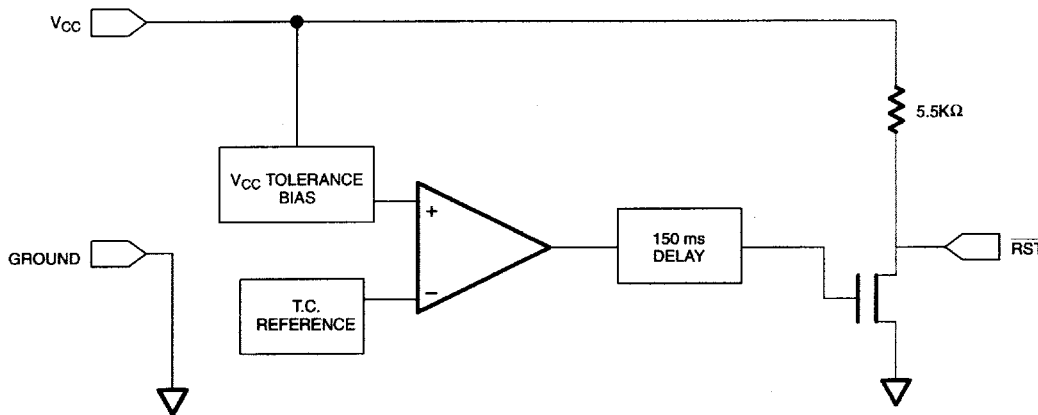 VCC
5.5KΩ
VCC TOLERANCE
BIAS
+
150 ms
DELAY
GROUND
RST
−
T.C.
REFERENCE